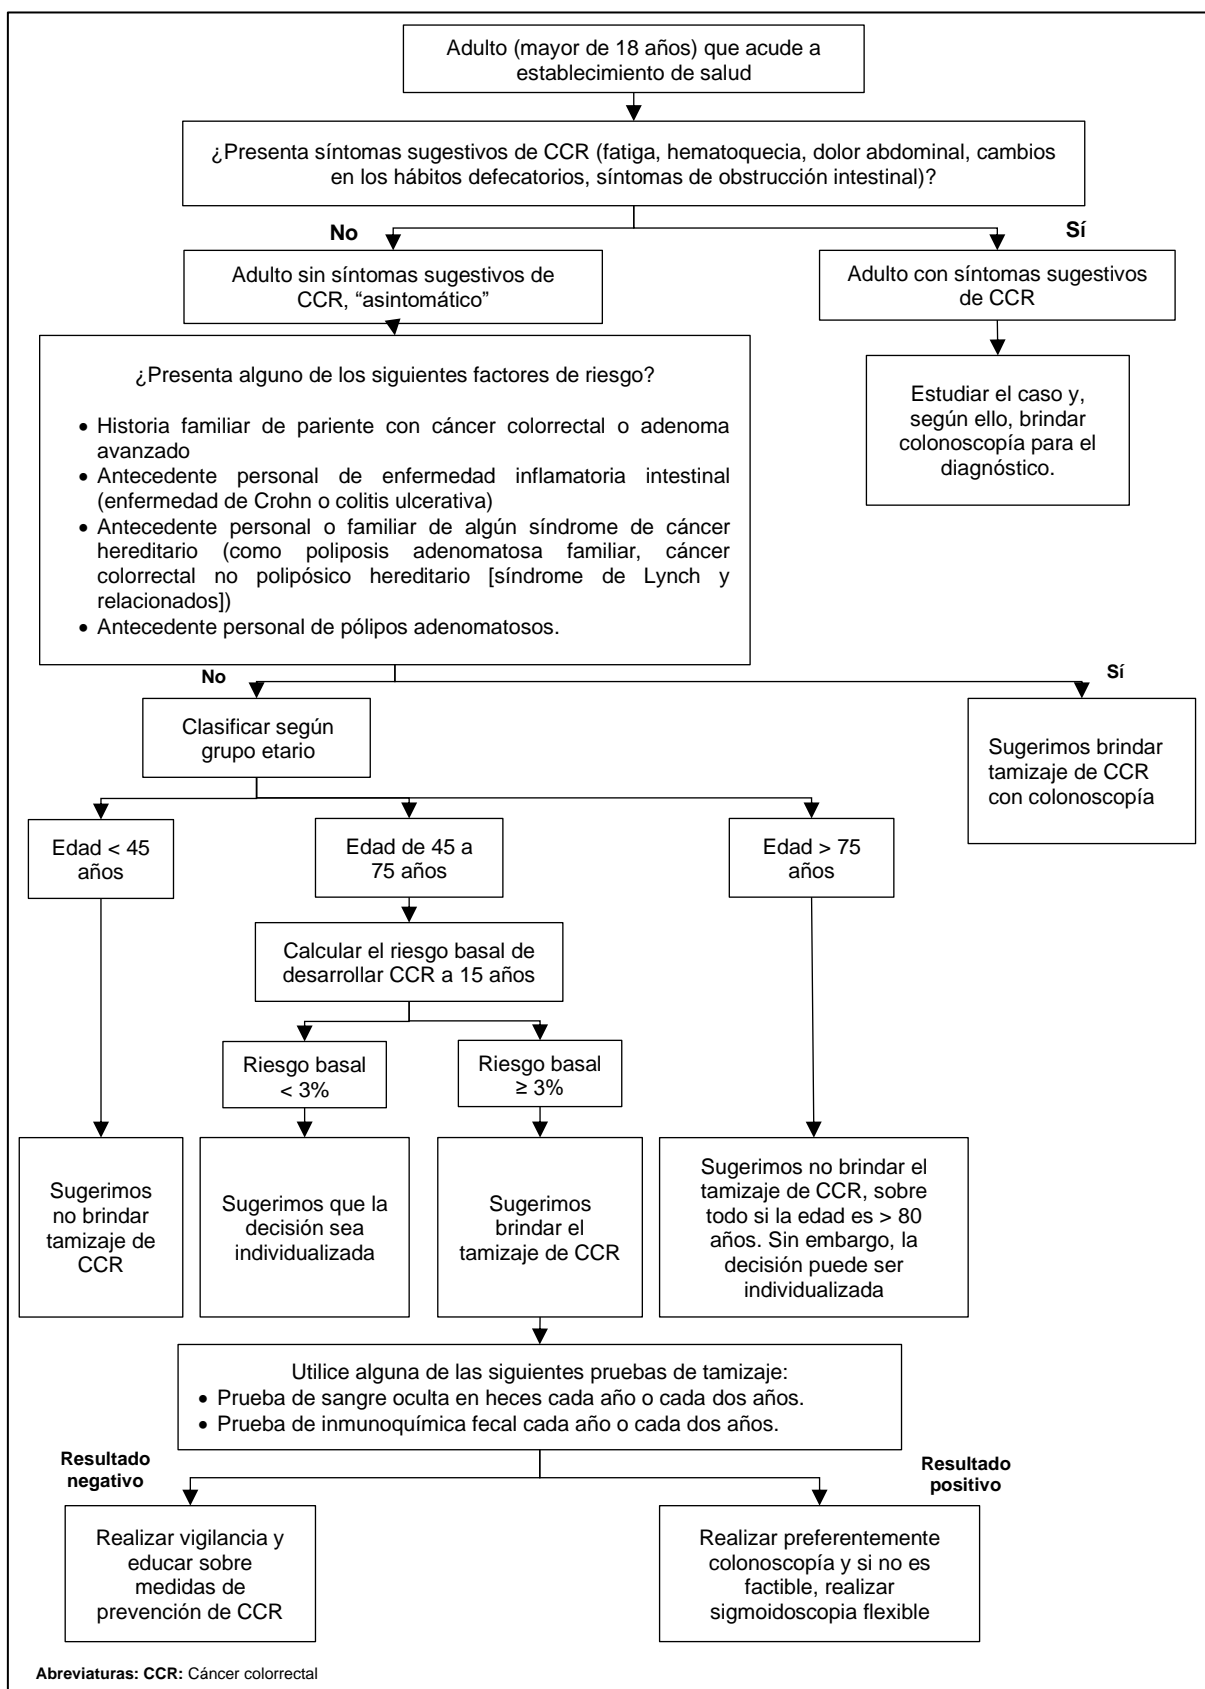 Adulto (mayor de 18 años) que acude a
establecimiento de salud
¿Presenta síntomas sugestivos de CCR (fatiga, hematoquecia, dolor abdominal, cambios
en los hábitos defecatorios, síntomas de obstrucción intestinal)?
No
Sí
Adulto sin síntomas sugestivos de
CCR, “asintomático”
Adulto con síntomas sugestivos
de CCR
¿Presenta alguno de los siguientes factores de riesgo?
• Historia familiar de pariente con cáncer colorrectal o adenoma
avanzado
• Antecedente personal de enfermedad inflamatoria intestinal
(enfermedad de Crohn o colitis ulcerativa)
• Antecedente personal o familiar de algún síndrome de cáncer
hereditario (como poliposis adenomatosa familiar, cáncer
colorrectal no polipósico hereditario [síndrome de Lynch y
relacionados])
• Antecedente personal de pólipos adenomatosos.
Estudiar el caso y,
según ello, brindar
colonoscopía para el
diagnóstico.
No
Sí
Clasificar según
grupo etario
Sugerimos brindar
tamizaje de CCR
con colonoscopía
Edad < 45
años
Edad de 45 a
75 años
Edad > 75
años
Calcular el riesgo basal de
desarrollar CCR a 15 años
Riesgo basal
< 3%
Riesgo basal
≥ 3%
Sugerimos
no brindar
tamizaje de
CCR
Sugerimos que la
decisión sea
individualizada
Sugerimos
brindar el
tamizaje de CCR
Sugerimos no brindar el
tamizaje de CCR, sobre
todo si la edad es > 80
años. Sin embargo, la
decisión puede ser
individualizada
Utilice alguna de las siguientes pruebas de tamizaje:
• Prueba de sangre oculta en heces cada año o cada dos años.
• Prueba de inmunoquímica fecal cada año o cada dos años.
Resultado
negativo
Resultado
positivo
Realizar vigilancia y
educar sobre
medidas de
prevención de CCR
Realizar preferentemente
colonoscopía y si no es
factible, realizar
sigmoidoscopia flexible
Abreviaturas: CCR: Cáncer colorrectal